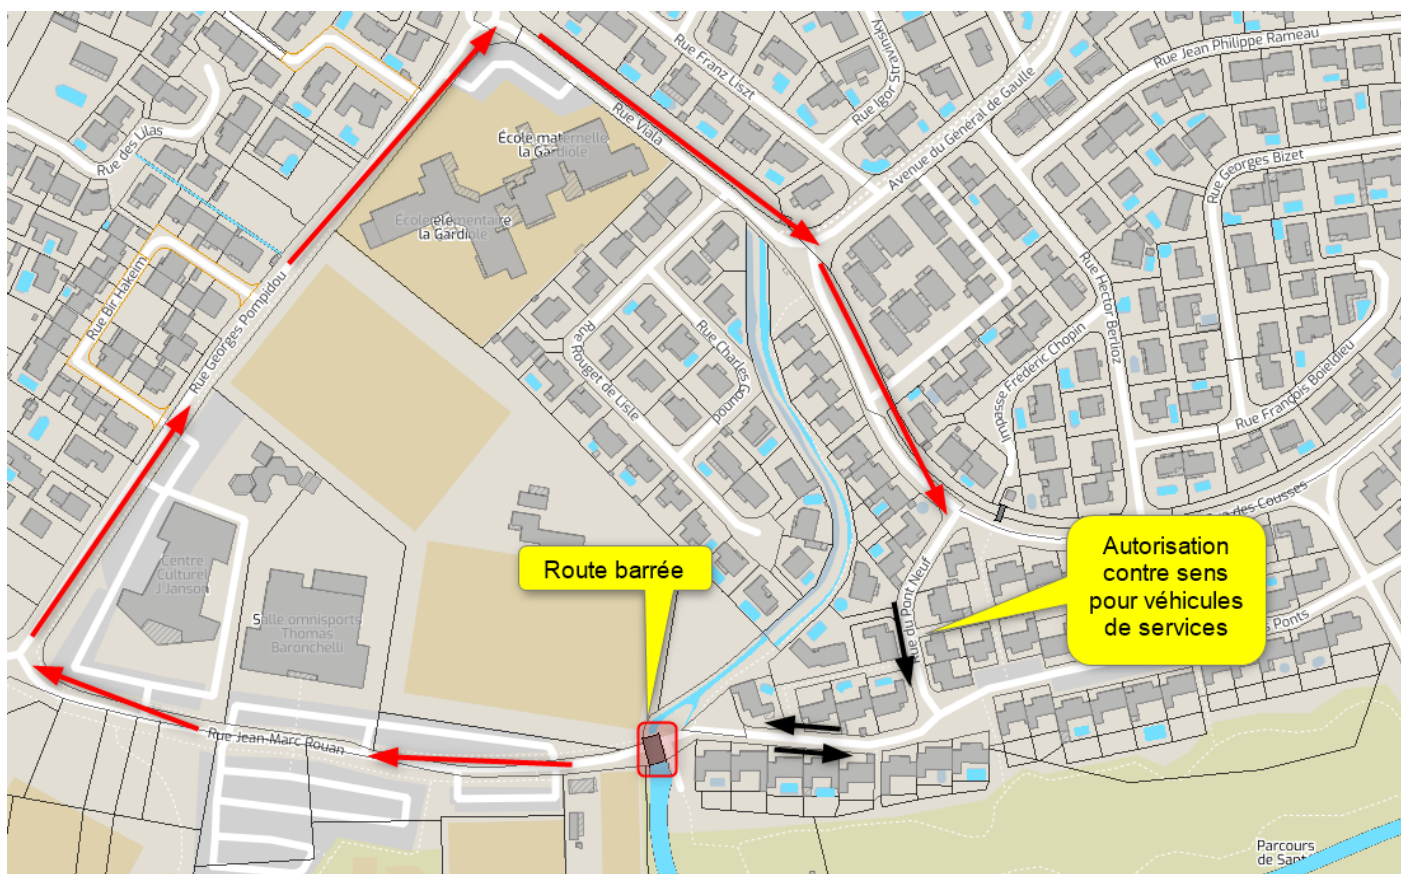 Rue Franz Liszt
Rue Igor Stravinsky
Rue Jean Philippe Rameau
Avenue du Général de Gaulle
Rue Viala
École maternelle
la Gardiole
Rue des Lilas
Rue Georges Bizet
École élémentaire
la Gardiole
Rue Bir Hakeim
Rue Georges Pompidou
Rue Hector Berlioz
Rue Rouget de Lisle
Rue Charles Gounod
Impasse Frédéric Chopin
Rue François Boieldieu
des Cousses
Route barrée
Autorisation
contre sens
pour véhicules
de services
Centre
Culturel
J.Janson
Salle omnisports
Thomas
Baronchelli
Rue du Pont Neuf
Ponts
Rue Jean-Marc Rouan
Parcours